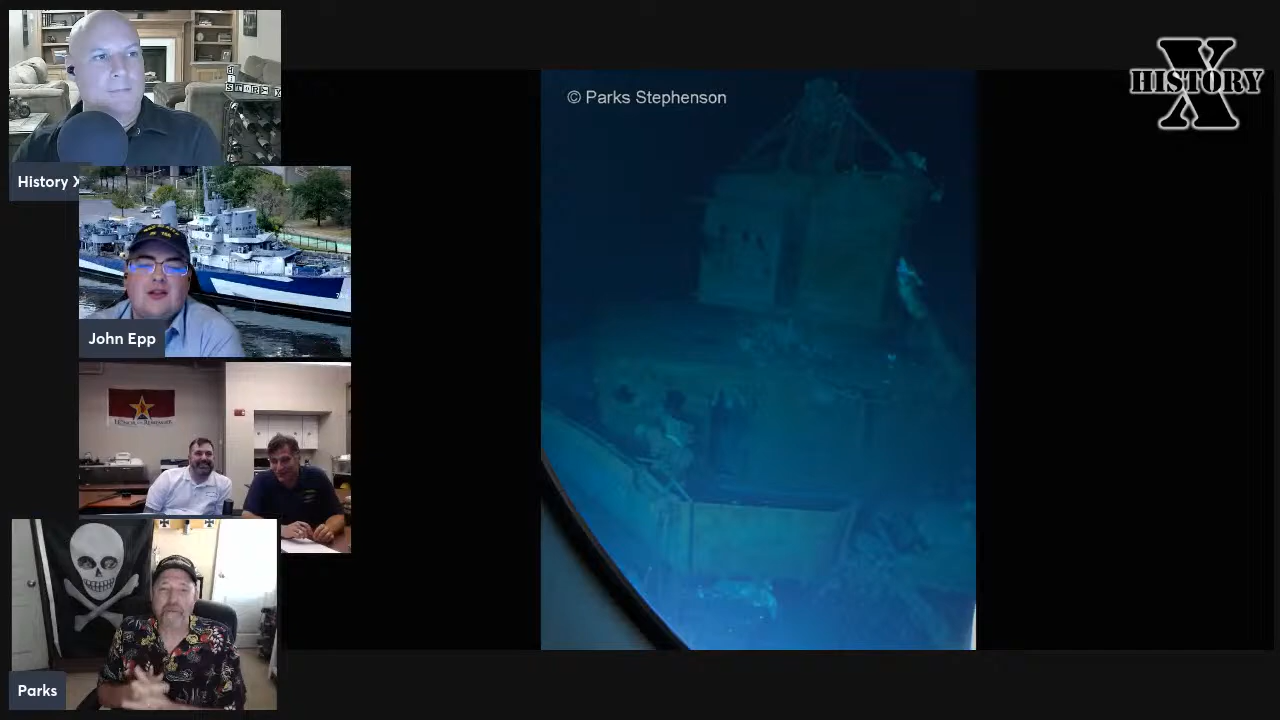 © Parks Stephenson
HISTORY
X
History X
John Epp
Parks